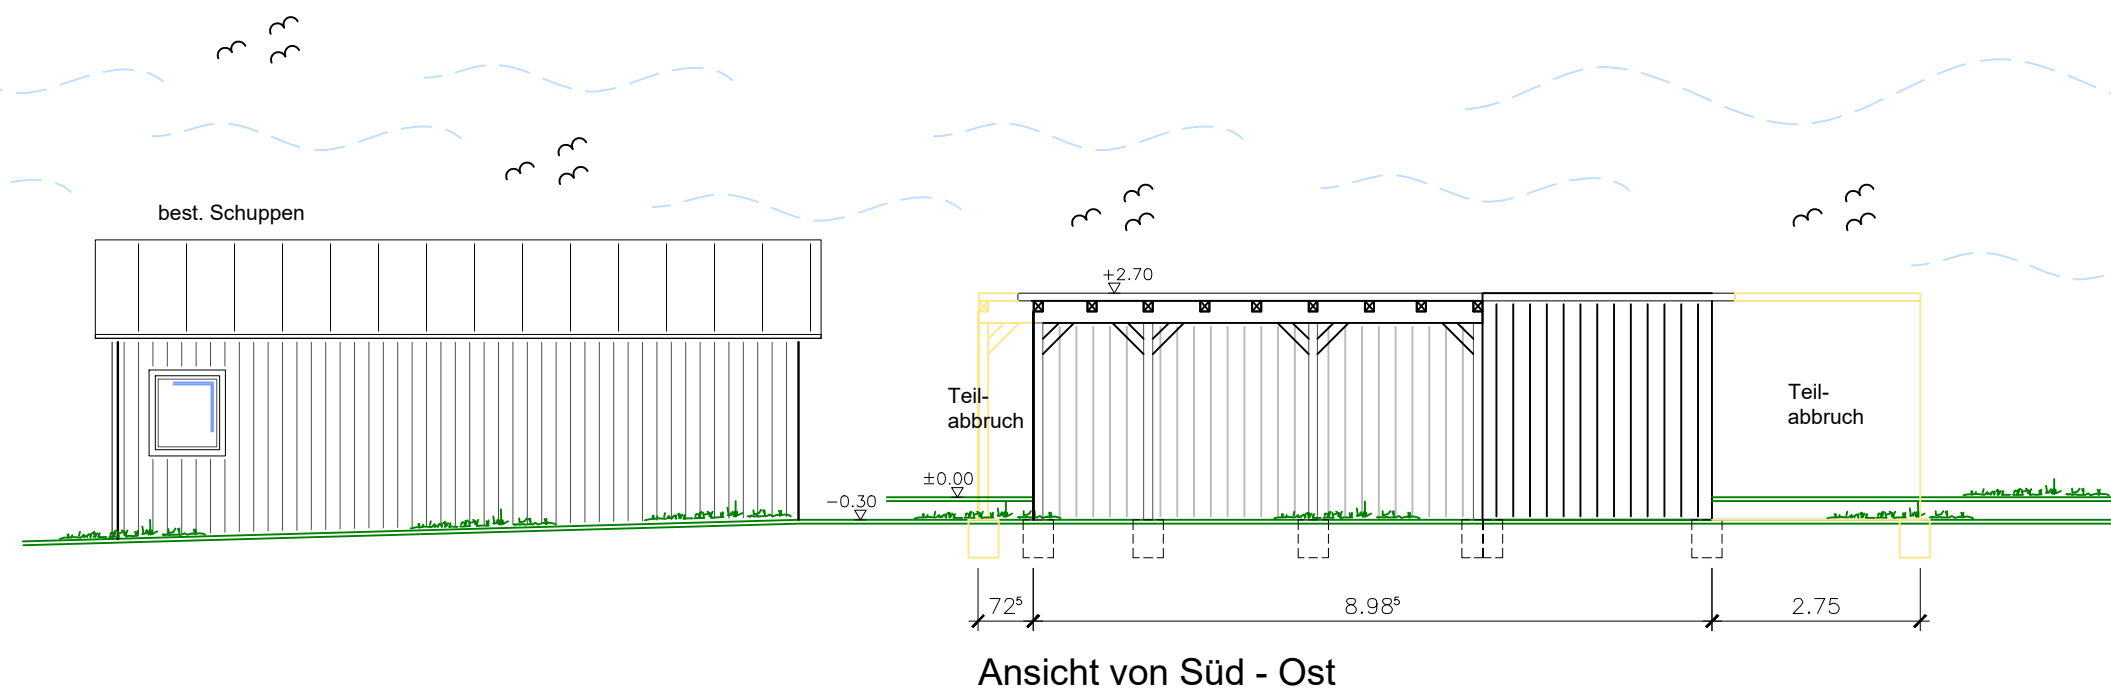 best. Schuppen
+2.70
Teil-
abbruch
Teil-
abbruch
±0.00
−0.30
72⁵
8.98⁵
2.75
Ansicht von Süd - Ost